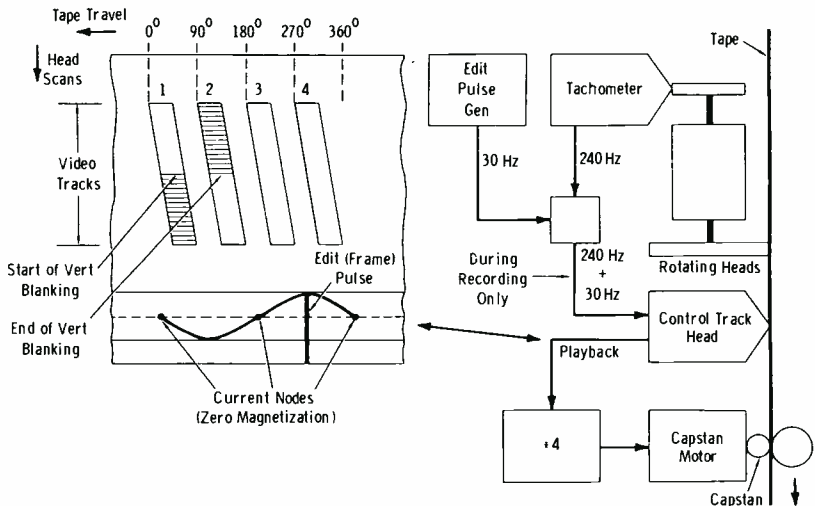 Tape Travel
0° 90° 180° 270° 360°
Head
Scans
1 2 3 4
Video
Tracks
Start of Vert
Blanking
End of Vert
Blanking
Edit (Frame)
Pulse
Current Nodes
(Zero Magnetization)
Edit
Pulse
Gen
Tachometer
Tape
30 Hz
240 Hz
During
Recording
Only
240 Hz
+
30 Hz
Rotating Heads
Control Track
Head
Playback
Capstan
Motor
Capstan